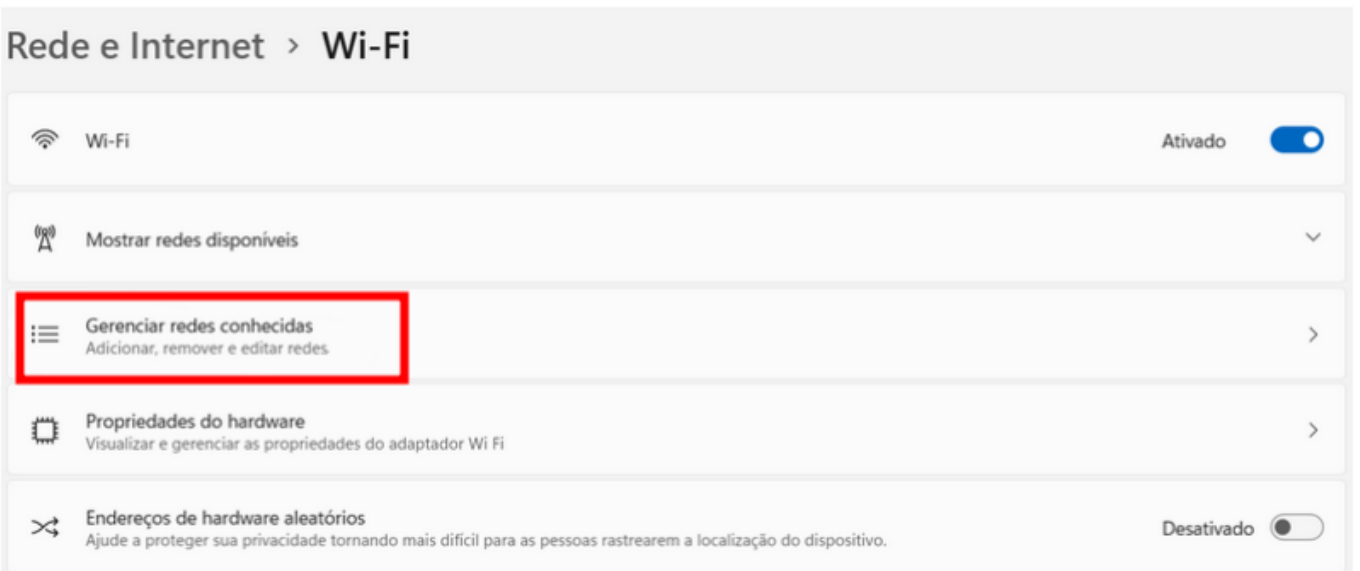 Rede e Internet > Wi-Fi
Wi-Fi
Ativado
Mostrar redes disponíveis
Gerenciar redes conhecidas
Adicionar, remover e editar redes
Propriedades do hardware
Visualizar e gerenciar as propriedades do adaptador Wi Fi
Endereços de hardware aleatórios
Desativado
Ajude a proteger sua privacidade tornando mais difícil para as pessoas rastrearem a localização do dispositivo.